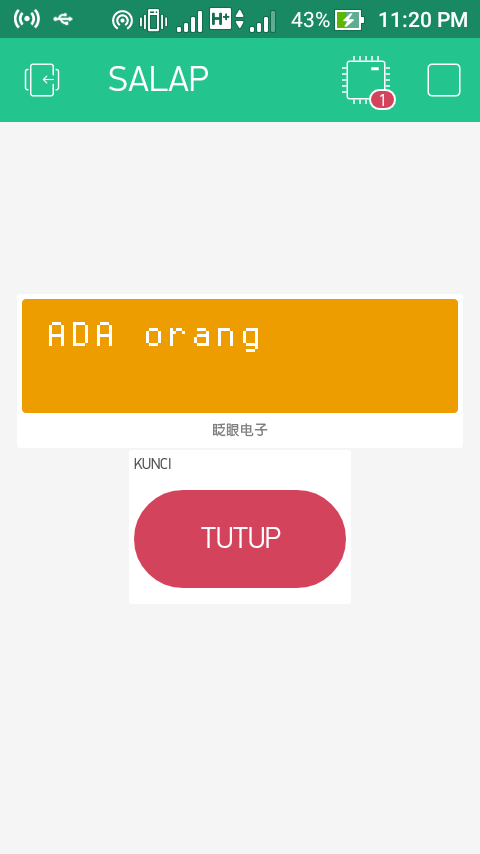 43% 11:20 PM
SALAP
1
ADA orang
眨眼电子
KUNCI
TUTUP